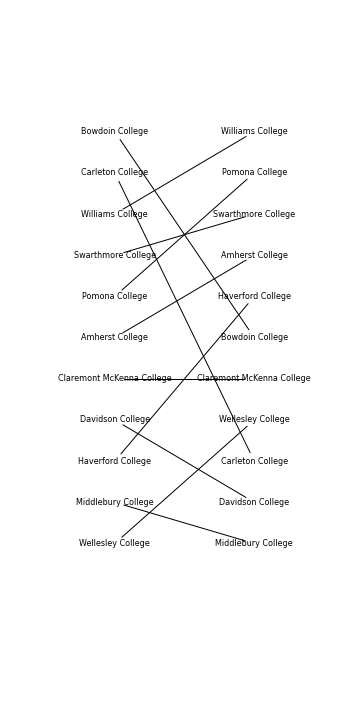 Bowdoin College Williams College
Carleton College Pomona College
Williams College Swarthmore College
Swarthmore College Amherst College
Pomona College Haverford College
Amherst College Bowdoin College
Claremont McKenna College Claremont McKenna College
Davidson College Wellesley College
Haverford College Carleton College
Middlebury College Davidson College
Wellesley College Middlebury College